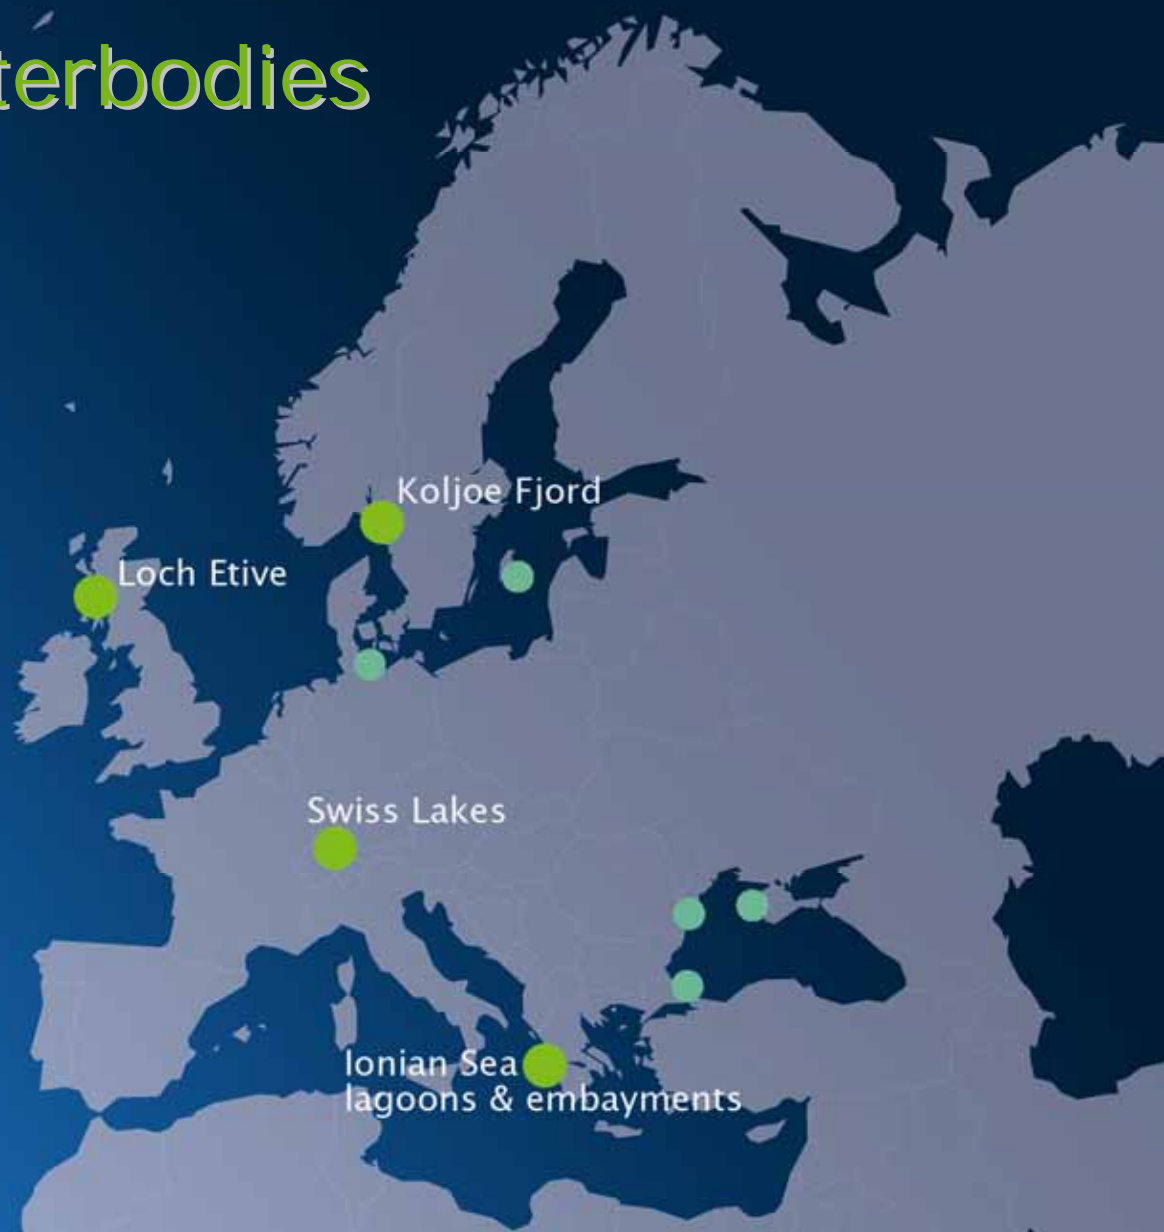 terbodies
Koljoe Fjord
Loch Etive
Swiss Lakes
Ionian Sea
lagoons & embayments